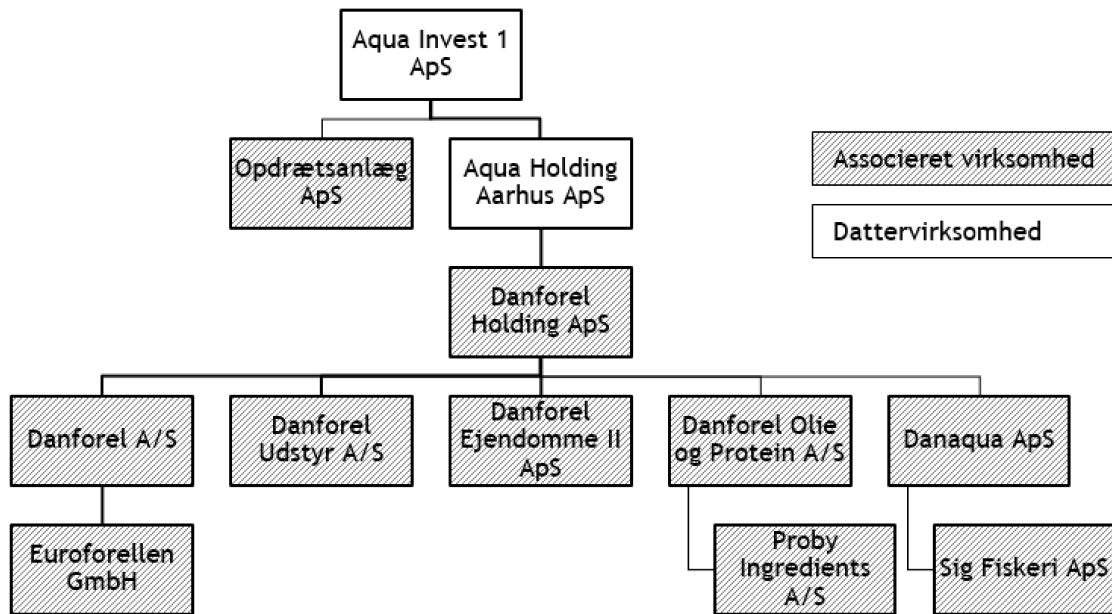 Aqua Invest 1
ApS
Opdrætsanlæg
ApS
Aqua Holding
Aarhus ApS
Associeret virksomhed
Dattervirksomhed
Danforel
Holding ApS
Danforel A/S
Danforel
Udstyr A/S
Danforel
Ejendomme II
ApS
Danforel Olie
og Protein A/S
Danaqua ApS
Euroforellen
GmbH
Proby
Ingredients
A/S
Sig Fiskeri ApS